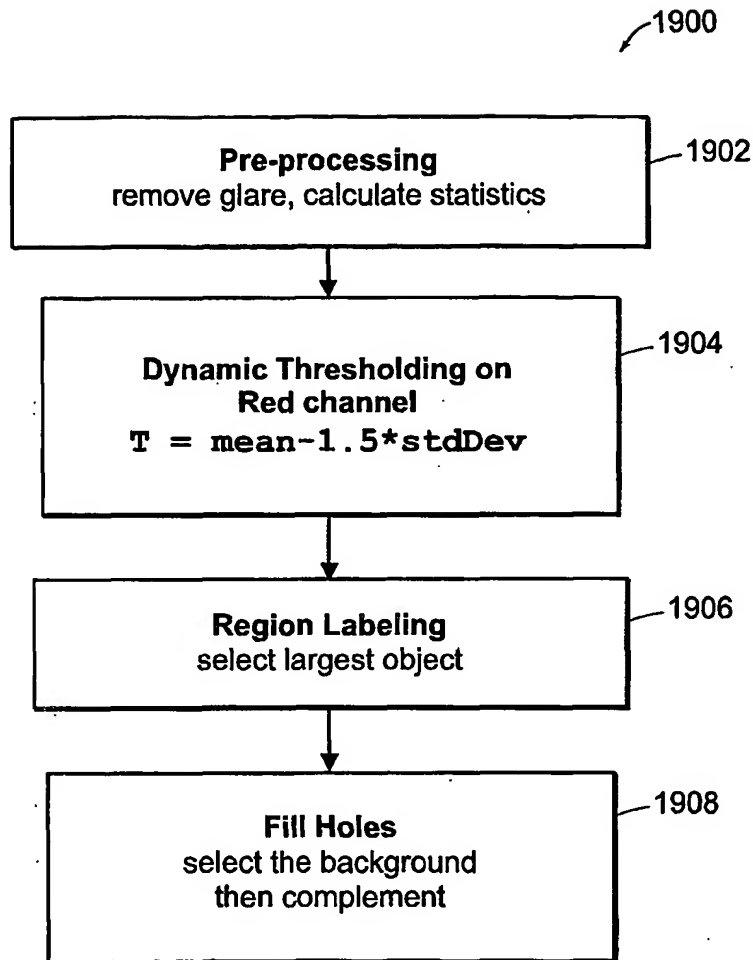 1900
Pre-processing
remove glare, calculate statistics
1902
Dynamic Thresholding on
Red channel
T = mean-1.5*stdDev
1904
Region Labeling
select largest object
1906
Fill Holes
select the background
then complement
1908